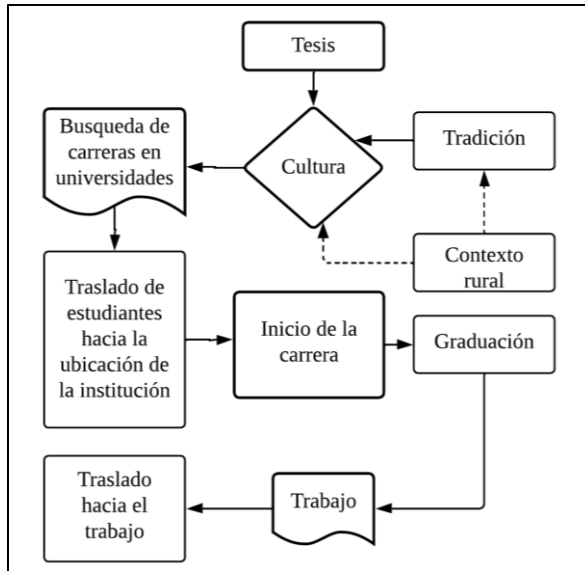 Tesis
Busqueda de
carreras en
universidades
Cultura
Tradición
Contexto
rural
Traslado de
estudiantes
hacia la
ubicación de
la institución
Inicio de la
carrera
Graduación
Trabajo
Traslado
hacia el
trabajo